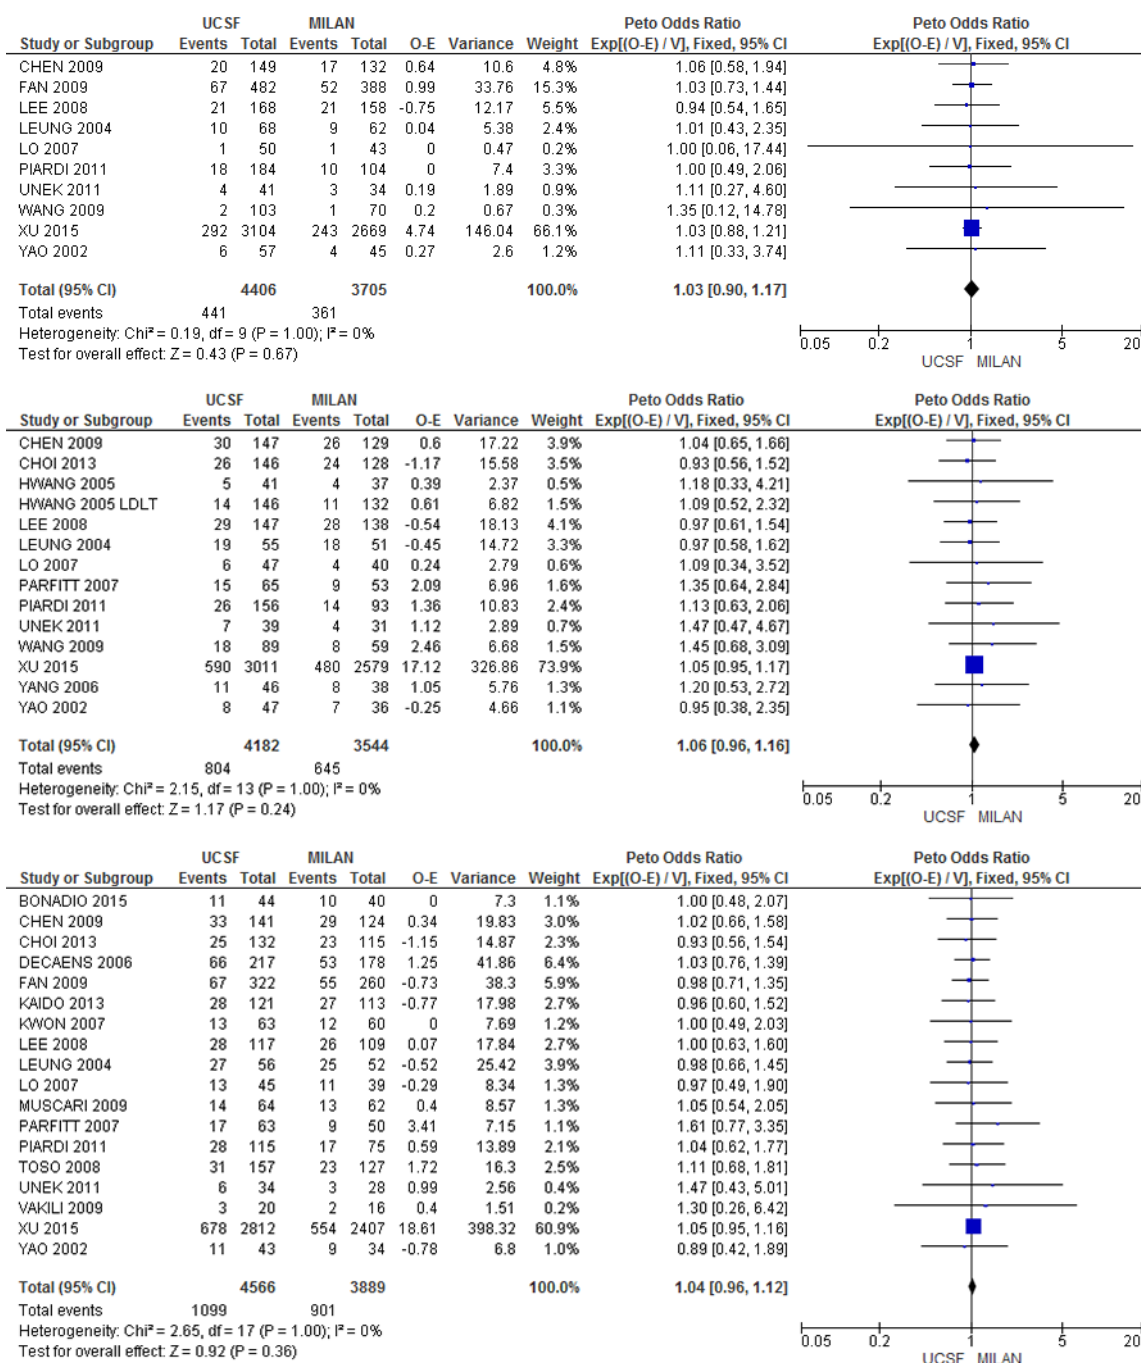 UCSF MILAN Peto Odds Ratio Peto Odds Ratio
Study or Subgroup Events Total Events Total O-E Variance Weight Exp[(O-E) / V], Fixed, 95% CI Exp[(O-E) / V], Fixed, 95% CI
CHEN 2009 20 149 17 132 0.64 10.6 4.8% 1.06 [0.58, 1.94]
FAN 2009 67 482 52 388 0.99 33.76 15.3% 1.03 [0.73, 1.44]
LEE 2008 21 168 21 158 -0.75 12.17 5.5% 0.94 [0.54, 1.65]
LEUNG 2004 10 68 9 62 0.04 5.38 2.4% 1.01 [0.43, 2.35]
LO 2007 1 50 1 43 0 0.47 0.2% 1.00 [0.06, 17.44]
PIARDI 2011 18 184 10 104 0 7.4 3.3% 1.00 [0.49, 2.06]
UNEK 2011 4 41 3 34 0.19 1.89 0.9% 1.11 [0.27, 4.60]
WANG 2009 2 103 1 70 0.2 0.67 0.3% 1.35 [0.12, 14.78]
XU 2015 292 3104 243 2669 4.74 146.04 66.1% 1.03 [0.88, 1.21]
YAO 2002 6 57 4 45 0.27 2.6 1.2% 1.11 [0.33, 3.74]
Total (95% CI) 4406 3705 100.0% 1.03 [0.90, 1.17]
Total events 441 361
Heterogeneity: Chi² = 0.19, df = 9 (P = 1.00); I² = 0%
Test for overall effect: Z = 0.43 (P = 0.67)
0.05 0.2 1 5 20
UCSF MILAN
UCSF MILAN Peto Odds Ratio Peto Odds Ratio
Study or Subgroup Events Total Events Total O-E Variance Weight Exp[(O-E) / V], Fixed, 95% CI Exp[(O-E) / V], Fixed, 95% CI
CHEN 2009 30 147 26 129 0.6 17.22 3.9% 1.04 [0.65, 1.66]
CHOI 2013 26 146 24 128 -1.17 15.58 3.5% 0.93 [0.56, 1.52]
HWANG 2005 5 41 4 37 0.39 2.37 0.5% 1.18 [0.33, 4.21]
HWANG 2005 LDLT 14 146 11 132 0.61 6.82 1.5% 1.09 [0.52, 2.32]
LEE 2008 29 147 28 138 -0.54 18.13 4.1% 0.97 [0.61, 1.54]
LEUNG 2004 19 55 18 51 -0.45 14.72 3.3% 0.97 [0.58, 1.62]
LO 2007 6 47 4 40 0.24 2.79 0.6% 1.09 [0.34, 3.52]
PARFITT 2007 15 65 9 53 2.09 6.96 1.6% 1.35 [0.64, 2.84]
PIARDI 2011 26 156 14 93 1.36 10.83 2.4% 1.13 [0.63, 2.06]
UNEK 2011 7 39 4 31 1.12 2.89 0.7% 1.47 [0.47, 4.67]
WANG 2009 18 89 8 59 2.46 6.68 1.5% 1.45 [0.68, 3.09]
XU 2015 590 3011 480 2579 17.12 326.86 73.9% 1.05 [0.95, 1.17]
YANG 2006 11 46 8 38 1.05 5.76 1.3% 1.20 [0.53, 2.72]
YAO 2002 8 47 7 36 -0.25 4.66 1.1% 0.95 [0.38, 2.35]
Total (95% CI) 4182 3544 100.0% 1.06 [0.96, 1.16]
Total events 804 645
Heterogeneity: Chi² = 2.15, df = 13 (P = 1.00); I² = 0%
Test for overall effect: Z = 1.17 (P = 0.24)
0.05 0.2 1 5 20
UCSF MILAN
UCSF MILAN Peto Odds Ratio Peto Odds Ratio
Study or Subgroup Events Total Events Total O-E Variance Weight Exp[(O-E) / V], Fixed, 95% CI Exp[(O-E) / V], Fixed, 95% CI
BONADIO 2015 11 44 10 40 0 7.3 1.1% 1.00 [0.48, 2.07]
CHEN 2009 33 141 29 124 0.34 19.83 3.0% 1.02 [0.66, 1.58]
CHOI 2013 25 132 23 115 -1.15 14.87 2.3% 0.93 [0.56, 1.54]
DECAENS 2006 66 217 53 178 1.25 41.86 6.4% 1.03 [0.76, 1.39]
FAN 2009 67 322 55 260 -0.73 38.3 5.9% 0.98 [0.71, 1.35]
KAIDO 2013 28 121 27 113 -0.77 17.98 2.7% 0.96 [0.60, 1.52]
KWON 2007 13 63 12 60 0 7.69 1.2% 1.00 [0.49, 2.03]
LEE 2008 28 117 26 109 0.07 17.84 2.7% 1.00 [0.63, 1.60]
LEUNG 2004 27 56 25 52 -0.52 25.42 3.9% 0.98 [0.66, 1.45]
LO 2007 13 45 11 39 -0.29 8.34 1.3% 0.97 [0.49, 1.90]
MUSCARI 2009 14 64 13 62 0.4 8.57 1.3% 1.05 [0.54, 2.05]
PARFITT 2007 17 63 9 50 3.41 7.15 1.1% 1.61 [0.77, 3.35]
PIARDI 2011 28 115 17 75 0.59 13.89 2.1% 1.04 [0.62, 1.77]
TOSO 2008 31 157 23 127 1.72 16.3 2.5% 1.11 [0.68, 1.81]
UNEK 2011 6 34 3 28 0.99 2.56 0.4% 1.47 [0.43, 5.01]
VAKILI 2009 3 20 2 16 0.4 1.51 0.2% 1.30 [0.26, 6.42]
XU 2015 678 2812 554 2407 18.61 398.32 60.9% 1.05 [0.95, 1.16]
YAO 2002 11 43 9 34 -0.78 6.8 1.0% 0.89 [0.42, 1.89]
Total (95% CI) 4566 3889 100.0% 1.04 [0.96, 1.12]
Total events 1099 901
Heterogeneity: Chi² = 2.65, df = 17 (P = 1.00); I² = 0%
Test for overall effect: Z = 0.92 (P = 0.36)
0.05 0.2 1 5 20
UCSF MILAN